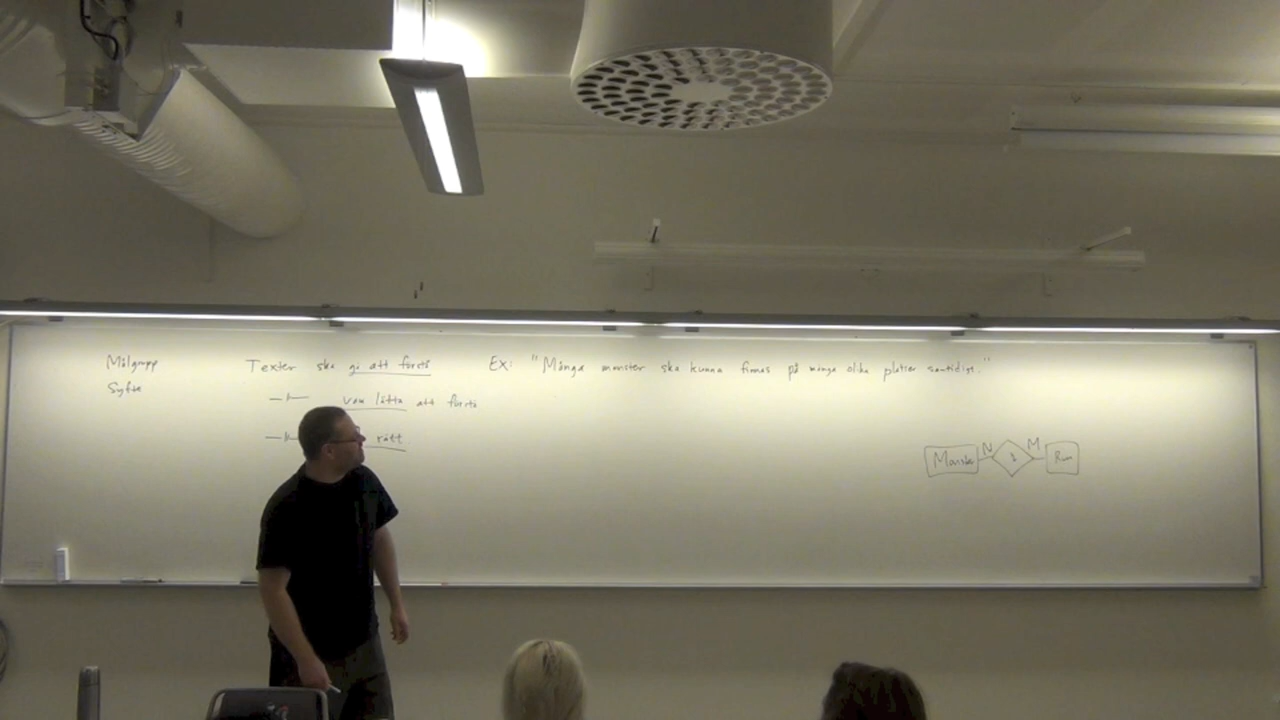 Målgrupp
Syfte
Texter ska gå att förstå
vara lätta att förstå
rätt.
Ex: "Många monster ska kunna finnas på många olika platser samtidigt."
Monster N M Rum